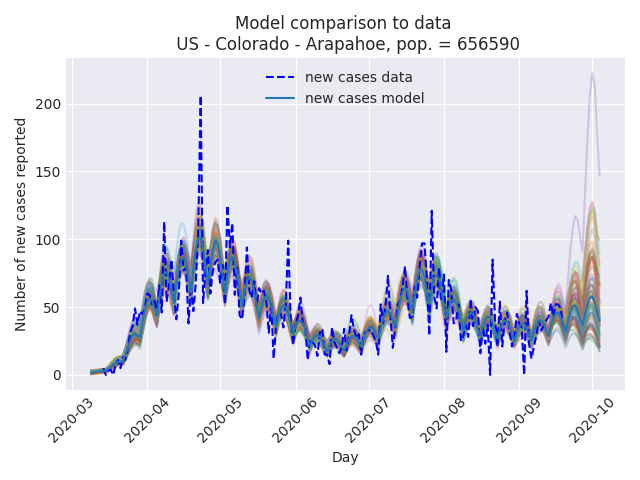 Model comparison to data
US - Colorado - Arapahoe, pop. = 656590
new cases data
new cases model
Number of new cases reported
200
150
100
50
0
2020-03
2020-04
2020-05
2020-06
2020-07
2020-08
2020-09
2020-10
Day